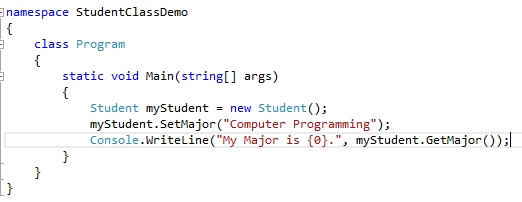 namespace StudentClassDemo
{
    class Program
    {
        static void Main(string[] args)
        {
            Student myStudent = new Student();
            myStudent.SetMajor("Computer Programming");
            Console.WriteLine("My Major is {0}.", myStudent.GetMajor());
        }
    }
}